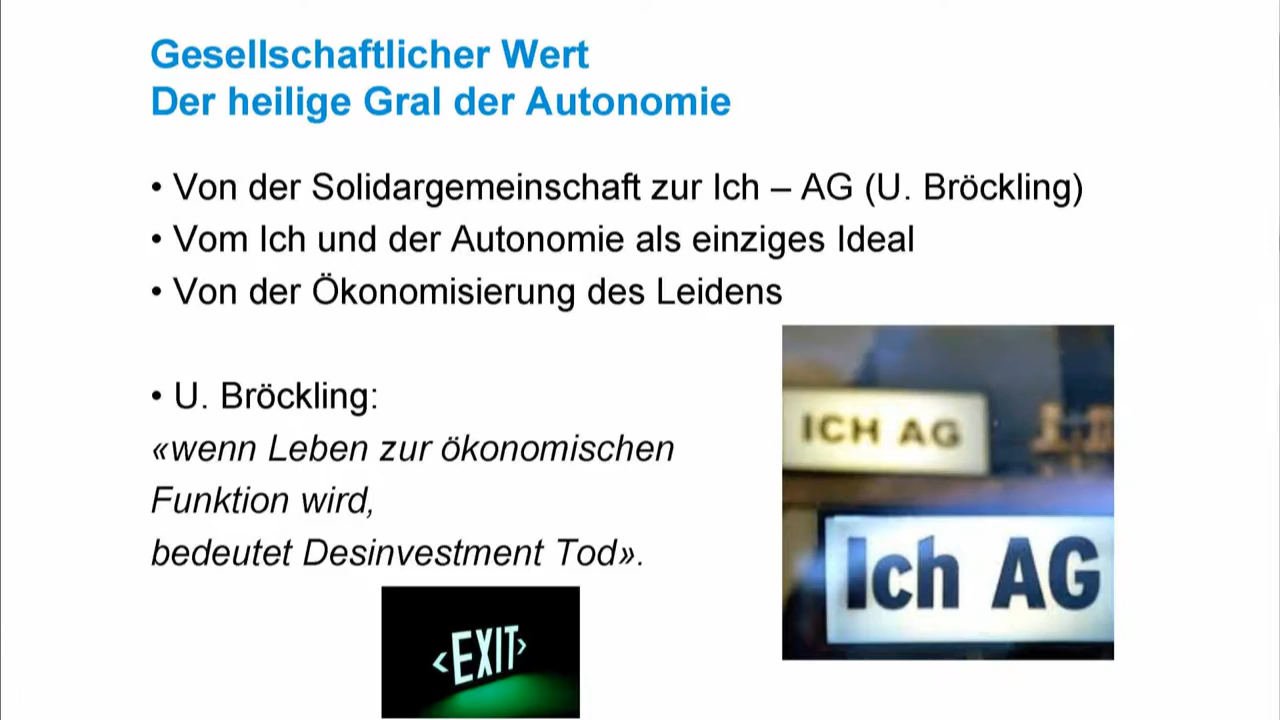 Gesellschaftlicher Wert
Der heilige Gral der Autonomie
• Von der Solidargemeinschaft zur Ich – AG (U. Bröckling)
• Vom Ich und der Autonomie als einziges Ideal
• Von der Ökonomisierung des Leidens
• U. Bröckling:
«wenn Leben zur ökonomischen
Funktion wird,
bedeutet Desinvestment Tod».
ICH AG
Ich AG
<EXIT>